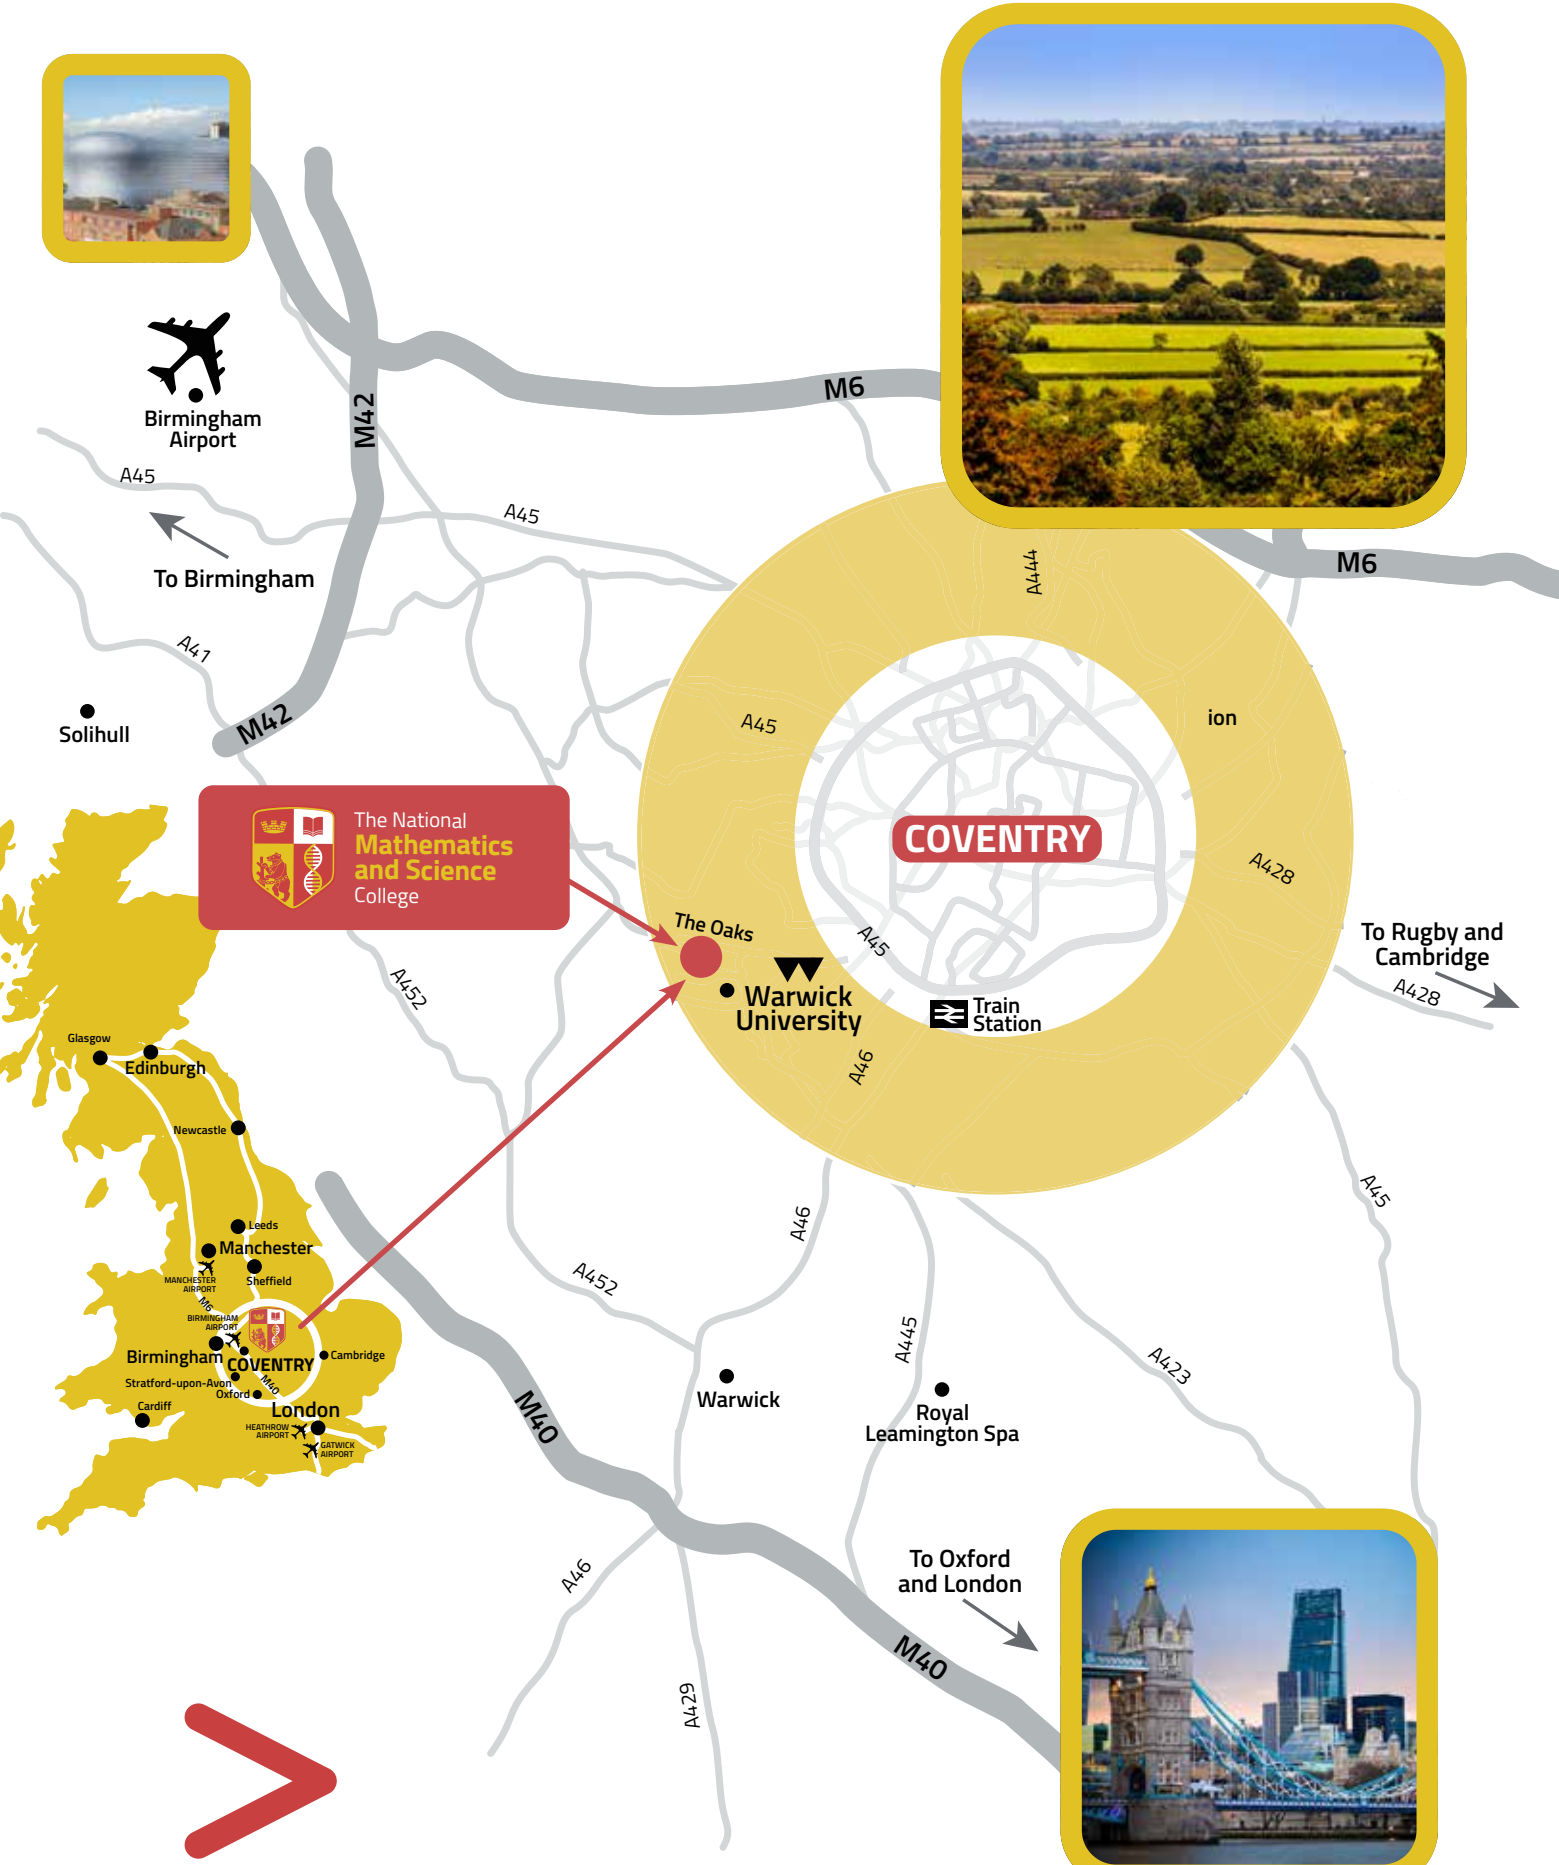 M6
M42
Birmingham
Airport
A45
A45
To Birmingham
A444
M6
A41
M42
Solihull
A45
ion
The National
Mathematics
and Science
College
COVENTRY
A428
The Oaks
A45
To Rugby and
Cambridge
A428
A452
Warwick
University
Train
Station
A46
Glasgow
Edinburgh
Newcastle
A45
Leeds
Manchester
A46
MANCHESTER
AIRPORT
Sheffield
A452
M6
BIRMINGHAM
AIRPORT
Birmingham
COVENTRY
Cambridge
A445
A423
Stratford-upon-Avon
M40
Oxford
Cardiff
London
HEATHROW
AIRPORT
GATWICK
AIRPORT
Warwick
Royal
Leamington Spa
M40
To Oxford
and London
A46
M40
A429